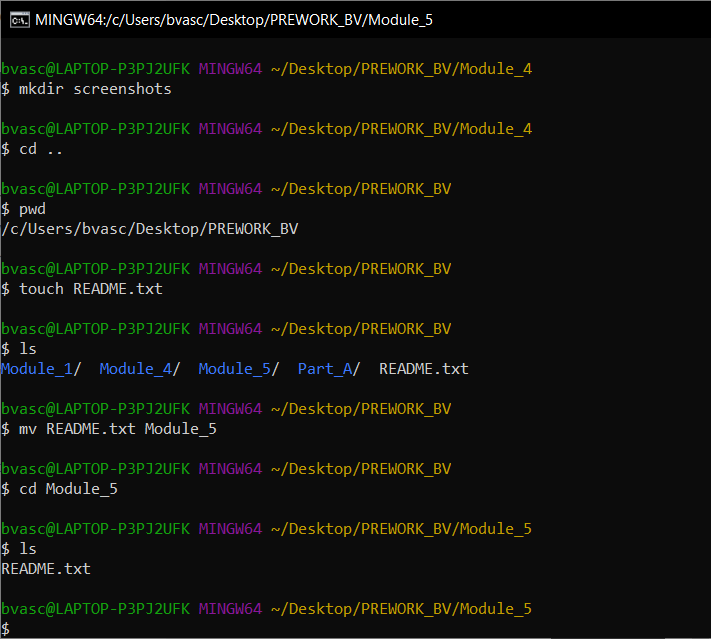 MINGW64:/c/Users/bvasc/Desktop/PREWORK_BV/Module_5
bvasc@LAPTOP-P3PJ2UFK MINGW64 ~/Desktop/PREWORK_BV/Module_4
$ mkdir screenshots
bvasc@LAPTOP-P3PJ2UFK MINGW64 ~/Desktop/PREWORK_BV/Module_4
$ cd ..
bvasc@LAPTOP-P3PJ2UFK MINGW64 ~/Desktop/PREWORK_BV
$ pwd
/c/Users/bvasc/Desktop/PREWORK_BV
bvasc@LAPTOP-P3PJ2UFK MINGW64 ~/Desktop/PREWORK_BV
$ touch README.txt
bvasc@LAPTOP-P3PJ2UFK MINGW64 ~/Desktop/PREWORK_BV
$ ls
Module_1/  Module_4/  Module_5/  Part_A/  README.txt
bvasc@LAPTOP-P3PJ2UFK MINGW64 ~/Desktop/PREWORK_BV
$ mv README.txt Module_5
bvasc@LAPTOP-P3PJ2UFK MINGW64 ~/Desktop/PREWORK_BV
$ cd Module_5
bvasc@LAPTOP-P3PJ2UFK MINGW64 ~/Desktop/PREWORK_BV/Module_5
$ ls
README.txt
bvasc@LAPTOP-P3PJ2UFK MINGW64 ~/Desktop/PREWORK_BV/Module_5
$